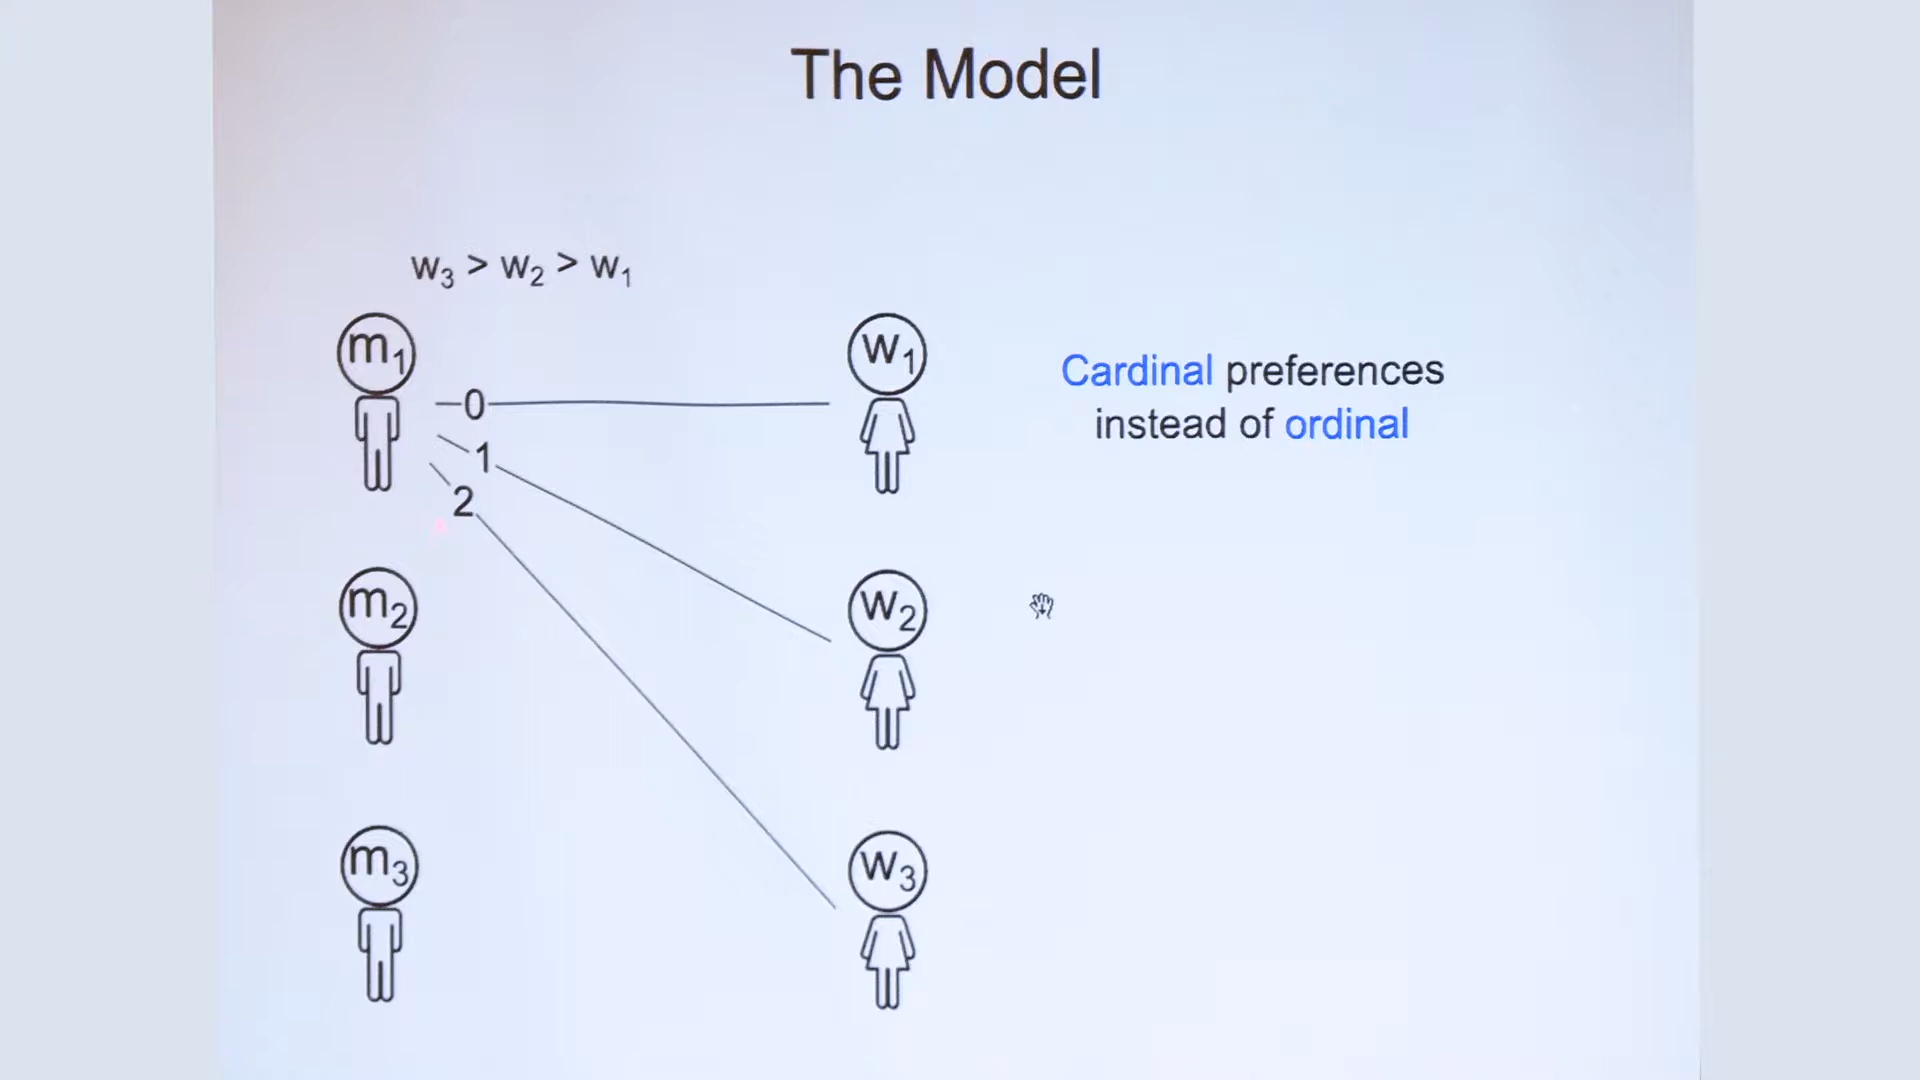 The Model
w₃ > w₂ > w₁
m₁
w₁
0
1
2
Cardinal preferences
instead of ordinal
m₂
w₂
m₃
w₃